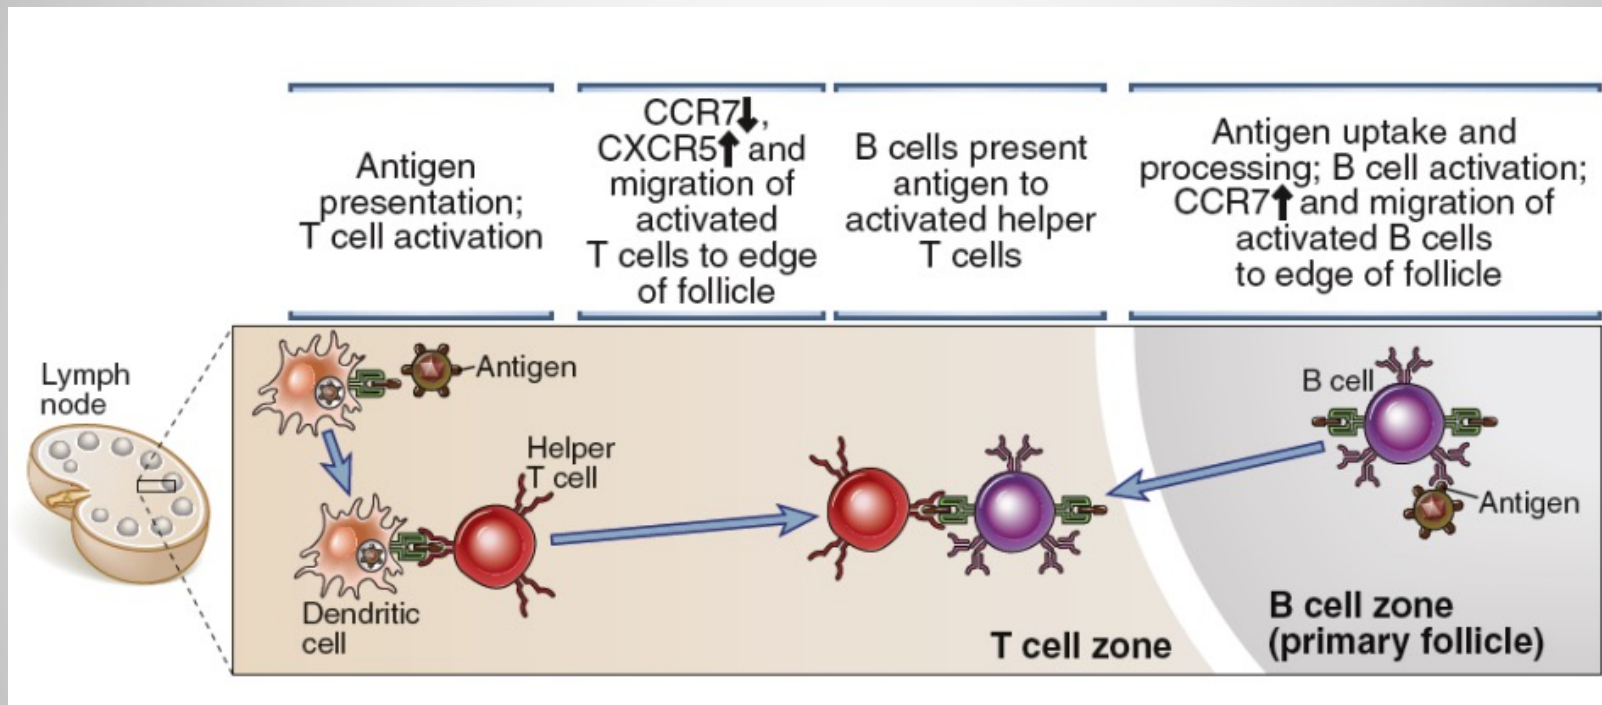 Antigen
presentation;
T cell activation
CCR7↓,
CXCR5↑ and
migration of
activated
T cells to edge
of follicle
B cells present
antigen to
activated helper
T cells
Antigen uptake and
processing; B cell activation;
CCR7↑ and migration of
activated B cells
to edge of follicle
Lymph
node
Antigen
Helper
T cell
Dendritic
cell
B cell
Antigen
T cell zone
B cell zone
(primary follicle)